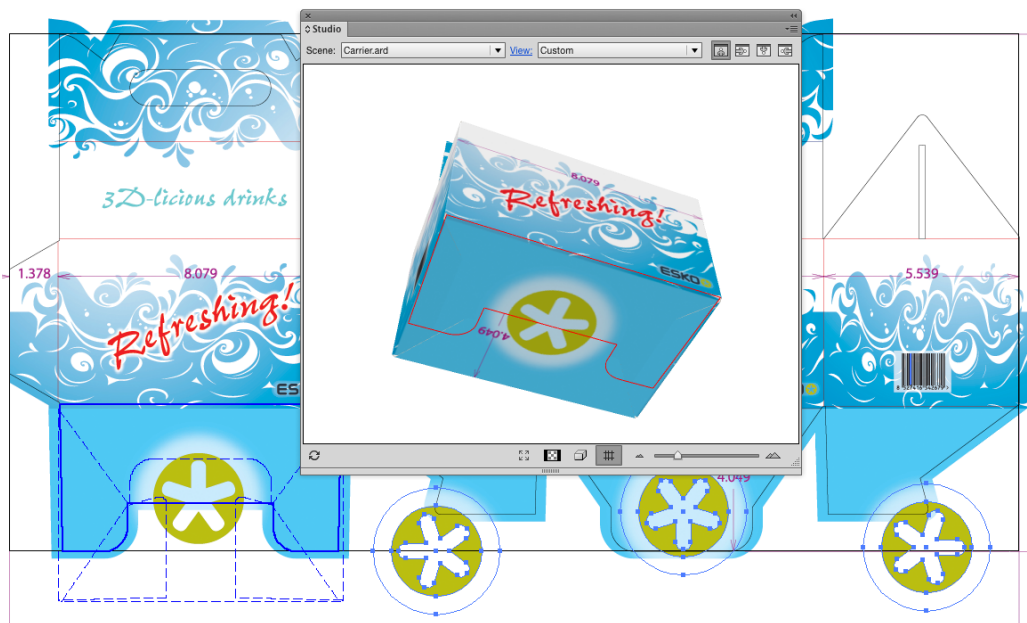 Studio
Scene: Carrier.ard View: Custom
8.079
Refreshing!
ESKO
4.049
3D-licious drinks
1.378 8.079 5.539
Refreshing!
ES
4.049